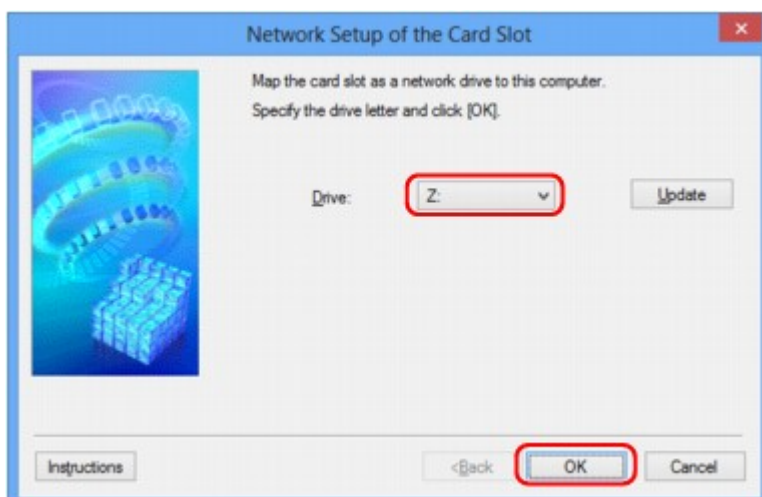 Network Setup of the Card Slot
Map the card slot as a network drive to this computer.
Specify the drive letter and click [OK].
Drive: Z: Update
Instructions <Back OK Cancel